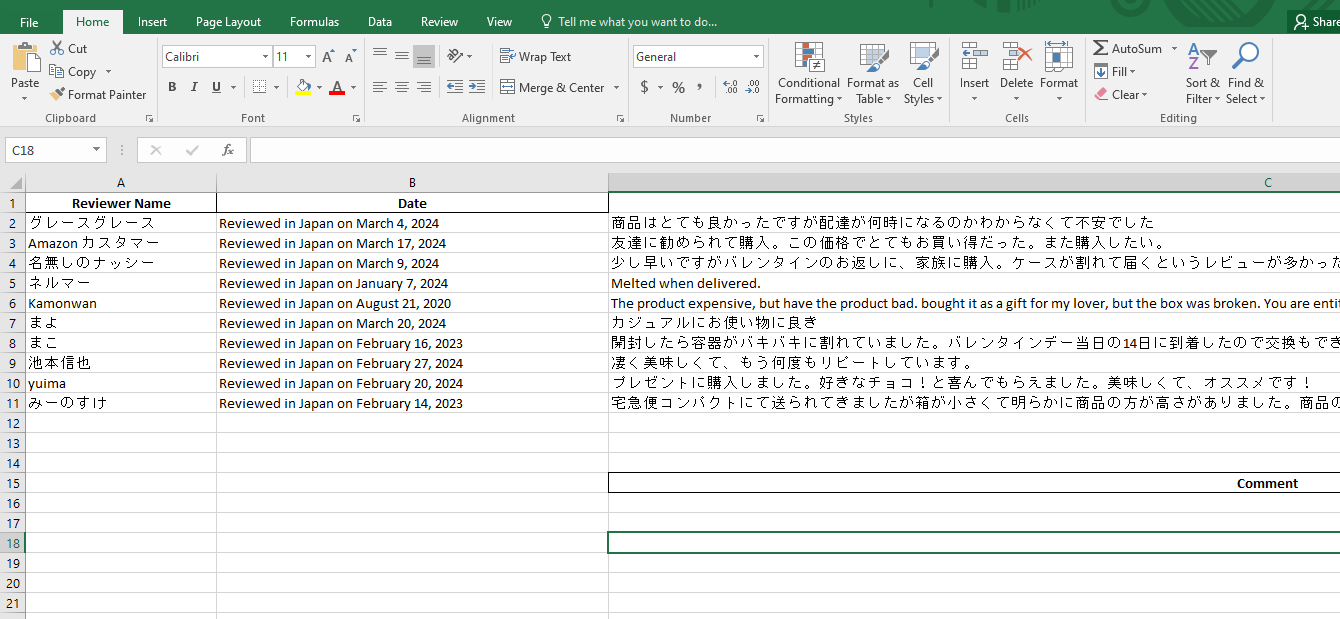 File Home Insert Page Layout Formulas Data Review View Tell me what you want to do... Share
Cut Calibri 11 Wrap Text General AutoSum
Copy Fill
Paste Format Painter B I U Merge & Center $ % , Conditional Formatting Format as Table Cell Styles Insert Delete Format Clear Sort & Filter Find & Select
Clipboard Font Alignment Number Styles Cells Editing
C18 fx
A B C
1 Reviewer Name Date
2 グレースグレース Reviewed in Japan on March 4, 2024 商品はとても良かったですが配達が何時になるのかわからなくて不安でした
3 Amazon カスタマー Reviewed in Japan on March 17, 2024 友達に勧められて購入。この価格でとてもお買い得だった。また購入したい。
4 名無しのナッシー Reviewed in Japan on March 9, 2024 少し早いですがバレンタインのお返しに、家族に購入。ケースが割れて届くというレビューが多かった
5 ネルマー Reviewed in Japan on January 7, 2024 Melted when delivered.
6 Kamonwan Reviewed in Japan on August 21, 2020 The product expensive, but have the product bad. bought it as a gift for my lover, but the box was broken. You are enti
7 まよ Reviewed in Japan on March 20, 2024 カジュアルにお使い物に良き
8 まこ Reviewed in Japan on February 16, 2023 開封したら容器がバキバキに割れていました。バレンタインデー当日の14日に到着したので交換もでき
9 池本信也 Reviewed in Japan on February 27, 2024 凄く美味しくて、もう何度もリピートしています。
10 yuima Reviewed in Japan on February 20, 2024 プレゼントに購入しました。好きなチョコ！と喜んでもらえました。美味しくて、オススメです！
11 みーのすけ Reviewed in Japan on February 14, 2023 宅急便コンパクトにて送られてきましたが箱が小さくて明らかに商品の方が高さがありました。商品の
12
13
14
15 Comment
16
17
18
19
20
21